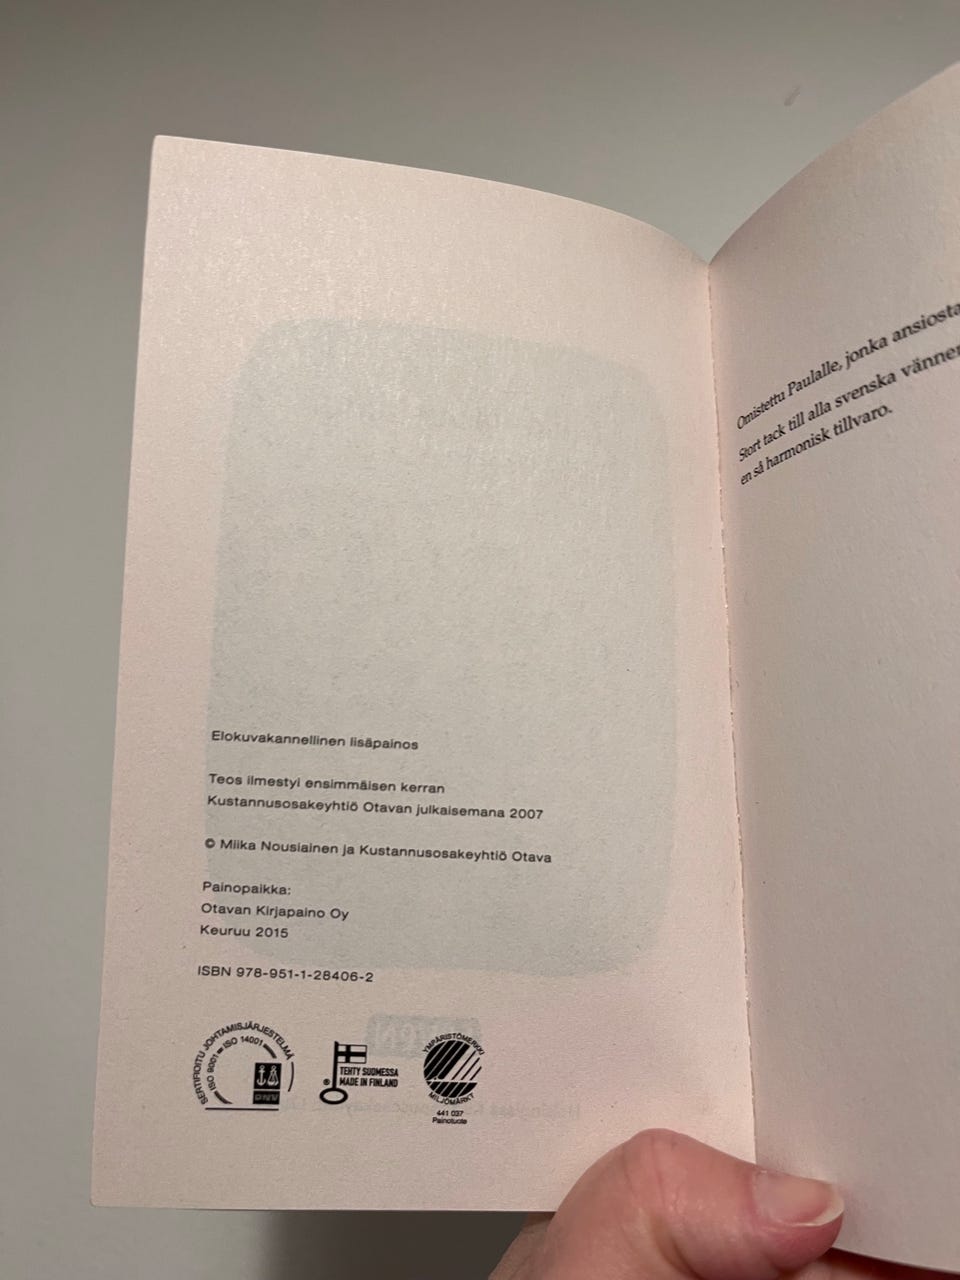 Elokuvakannellinen lisäpainos
Teos ilmestyi ensimmäisen kerran
Kustannusosakeyhtiö Otavan julkaisemana 2007
© Miika Nousiainen ja Kustannusosakeyhtiö Otava
Painopaikka:
Otavan Kirjapaino Oy
Keuruu 2015
ISBN 978-951-1-28406-2
SERTIFIOITU JOHTAMISJÄRJESTELMÄ
ISO 9001 ISO 14001
DNV
TEHTY SUOMESSA
MADE IN FINLAND
YMPÄRISTÖMERKKI
MILJÖMÄRKT
441 037
Painotuote
Omistettu Paulalle, jonka ansiosta
Stort tack till alla svenska vänner
en så harmonisk tillvaro.